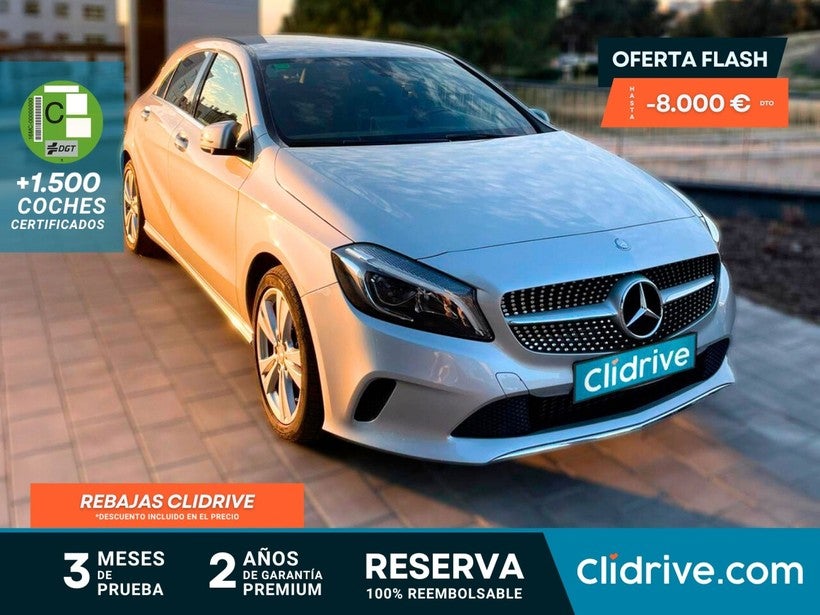 OFERTA FLASH
HASTA -8.000 € DTO
C
DGT
+1.500
COCHES
CERTIFICADOS
Clidrive
REBAJAS CLIDRIVE
*DESCUENTO INCLUIDO EN EL PRECIO
3 MESES DE PRUEBA
2 AÑOS DE GARANTÍA PREMIUM
RESERVA
100% REEMBOLSABLE
Clidrive.com